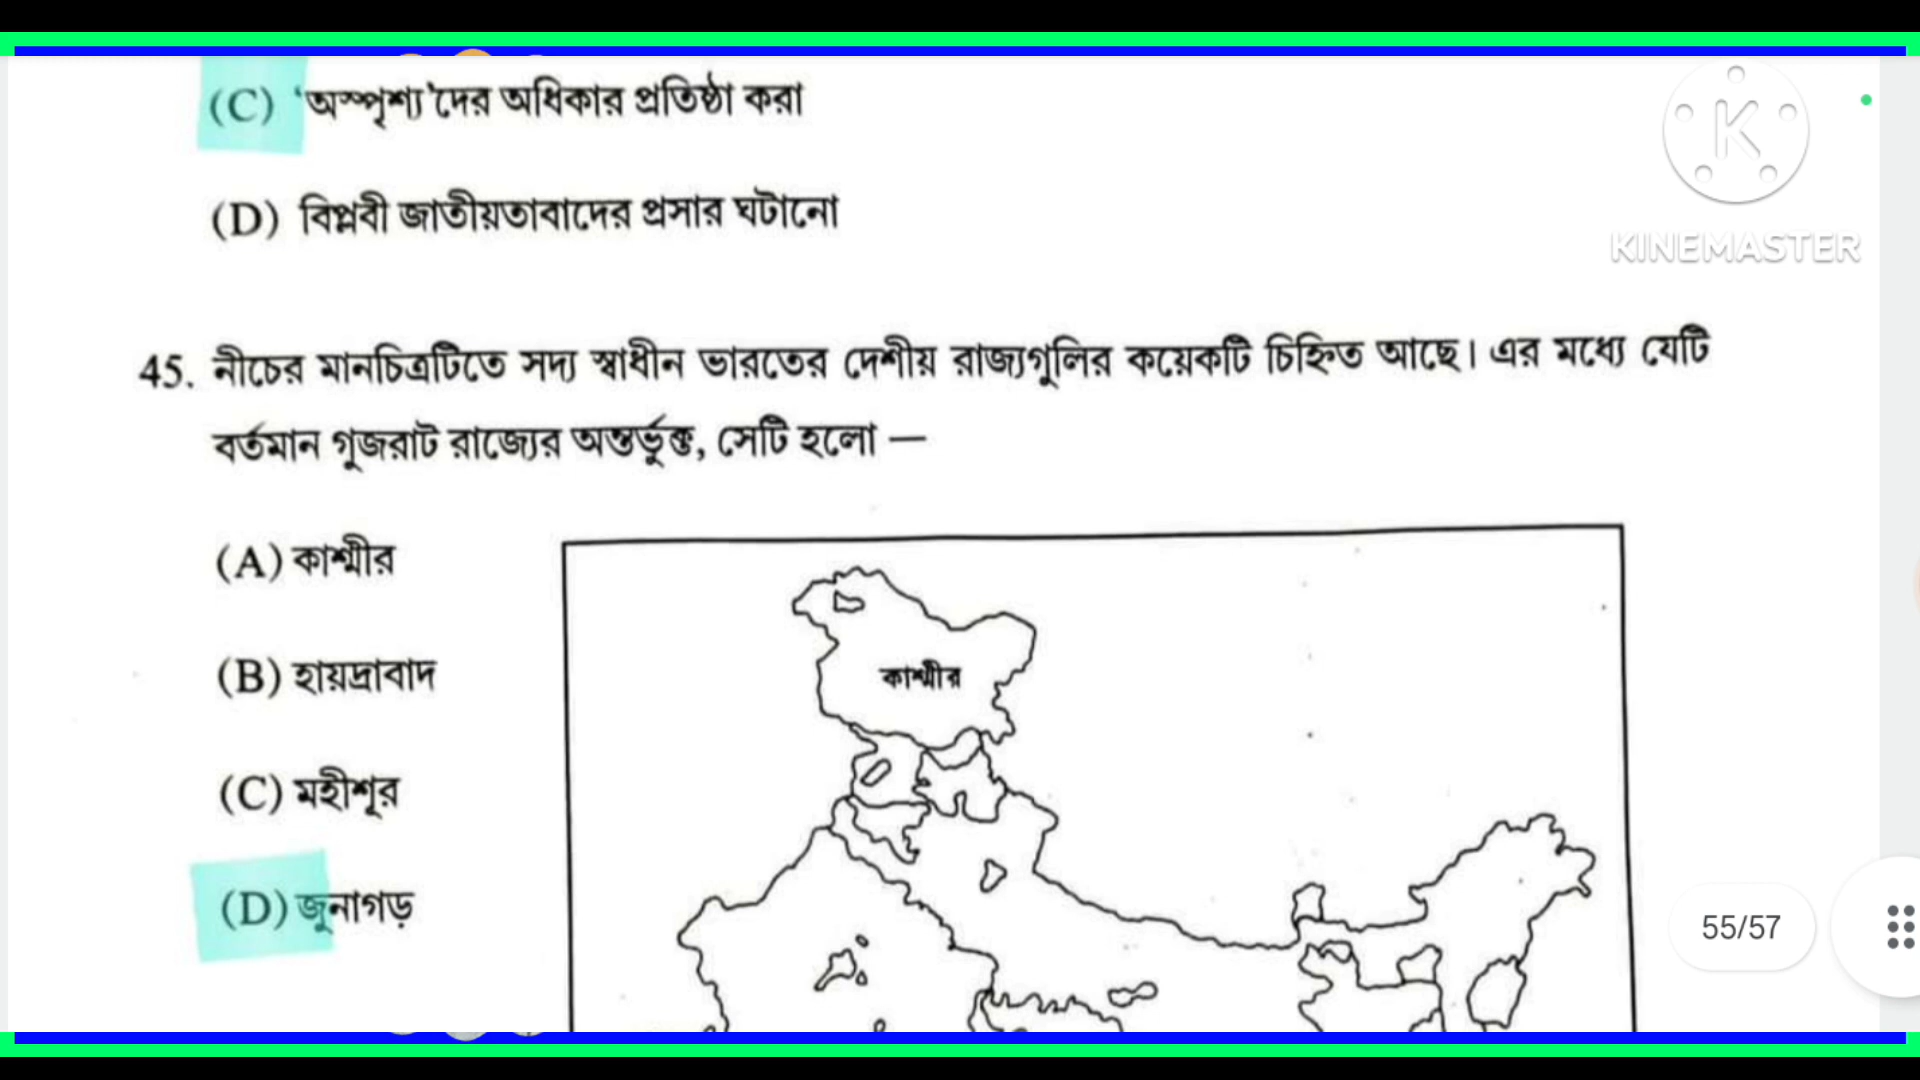 (C) 'অস্পৃশ্য'দের অধিকার প্রতিষ্ঠা করা
(D) বিপ্লবী জাতীয়তাবাদের প্রসার ঘটানো
KINEMASTER
45. নীচের মানচিত্রটিতে সদ্য স্বাধীন ভারতের দেশীয় রাজ্যগুলির কয়েকটি চিহ্নিত আছে। এর মধ্যে যেটি
বর্তমান গুজরাট রাজ্যের অন্তর্ভুক্ত, সেটি হলো —
(A) কাশ্মীর
(B) হায়দ্রাবাদ
(C) মহীশূর
(D) জুনাগড়
কাশ্মীর
55/57